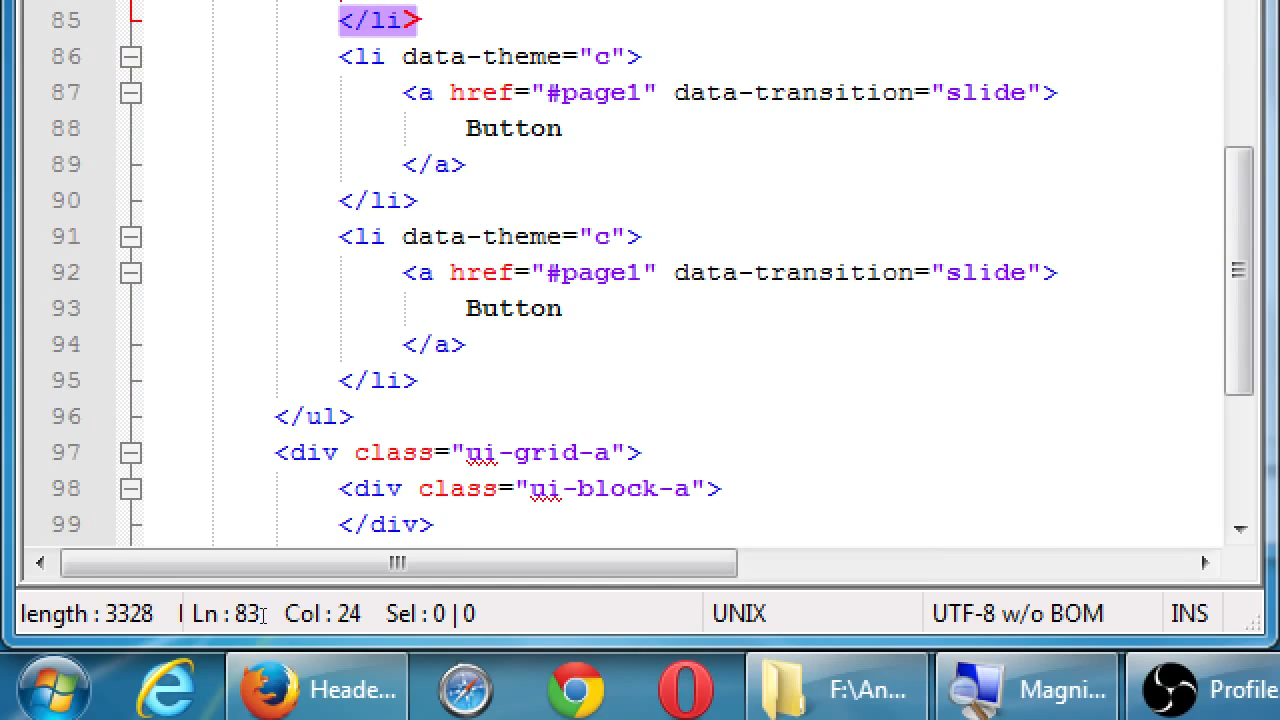 85 </li>
86 <li data-theme="c">
87 <a href="#page1" data-transition="slide">
88 Button
89 </a>
90 </li>
91 <li data-theme="c">
92 <a href="#page1" data-transition="slide">
93 Button
94 </a>
95 </li>
96 </ul>
97 <div class="ui-grid-a">
98 <div class="ui-block-a">
99 </div>
length : 3328 l Ln : 83 Col : 24 Sel : 0 | 0 UNIX UTF-8 w/o BOM INS
Heade... F:\An... Magni... Profile